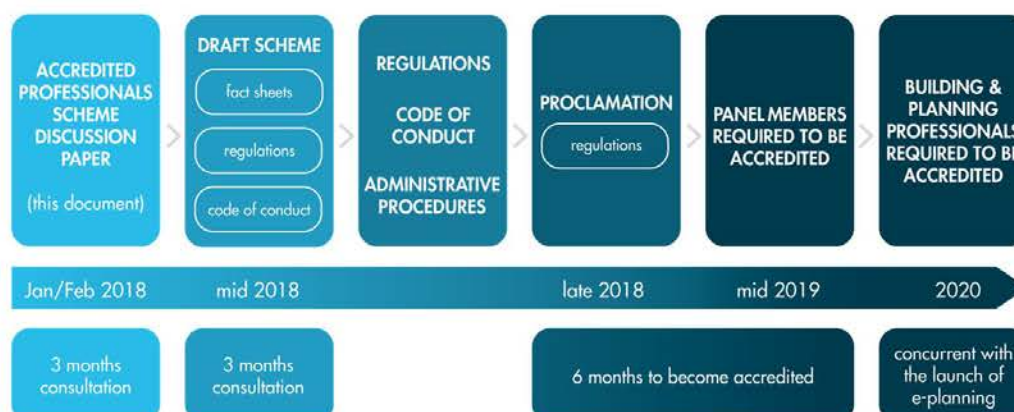 ACCREDITED
PROFESSIONALS
SCHEME
DISCUSSION
PAPER
(this document)
DRAFT SCHEME
fact sheets
regulations
code of conduct
REGULATIONS
CODE OF
CONDUCT
ADMINISTRATIVE
PROCEDURES
PROCLAMATION
regulations
PANEL MEMBERS
REQUIRED TO BE
ACCREDITED
BUILDING &
PLANNING
PROFESSIONALS
REQUIRED TO BE
ACCREDITED
Jan/Feb 2018
mid 2018
late 2018
mid 2019
2020
3 months
consultation
3 months
consultation
6 months to become accredited
concurrent with
the launch of
e-planning